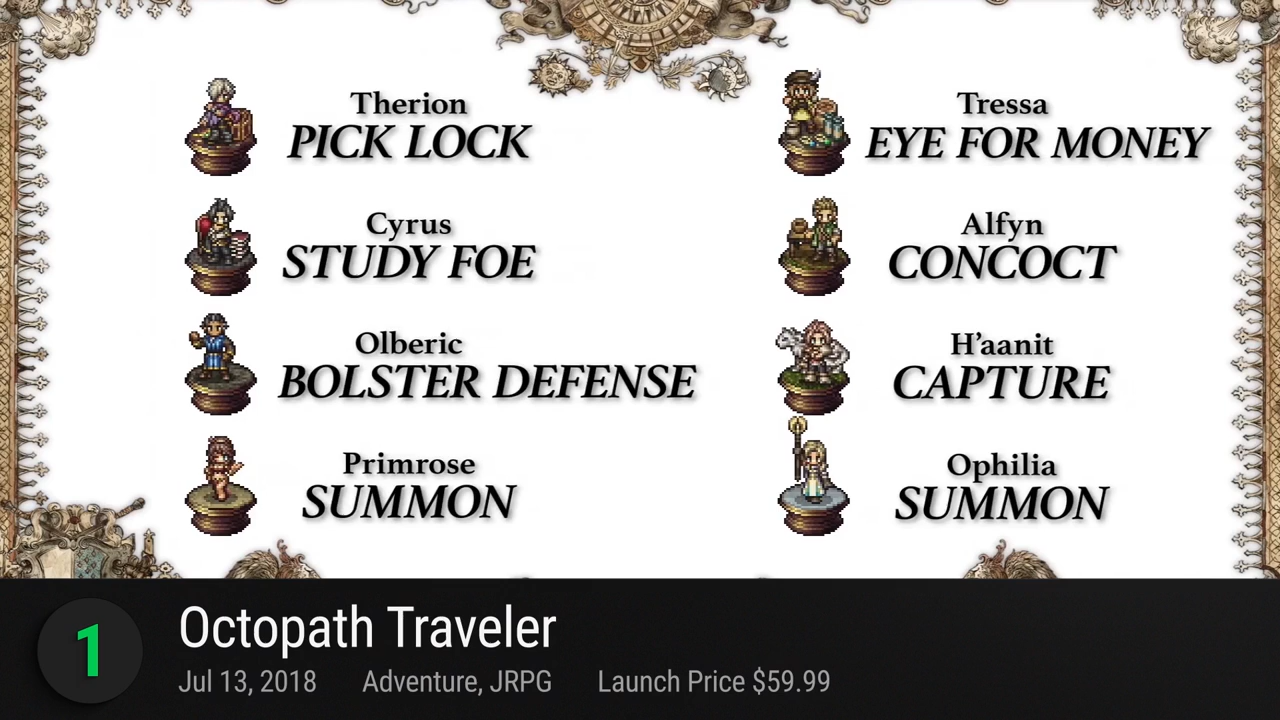 Therion
PICK LOCK
Tressa
EYE FOR MONEY
Cyrus
STUDY FOE
Alfyn
CONCOCT
Olberic
BOLSTER DEFENSE
H'aanit
CAPTURE
Primrose
SUMMON
Ophilia
SUMMON
1
Octopath Traveler
Jul 13, 2018 Adventure, JRPG Launch Price $59.99